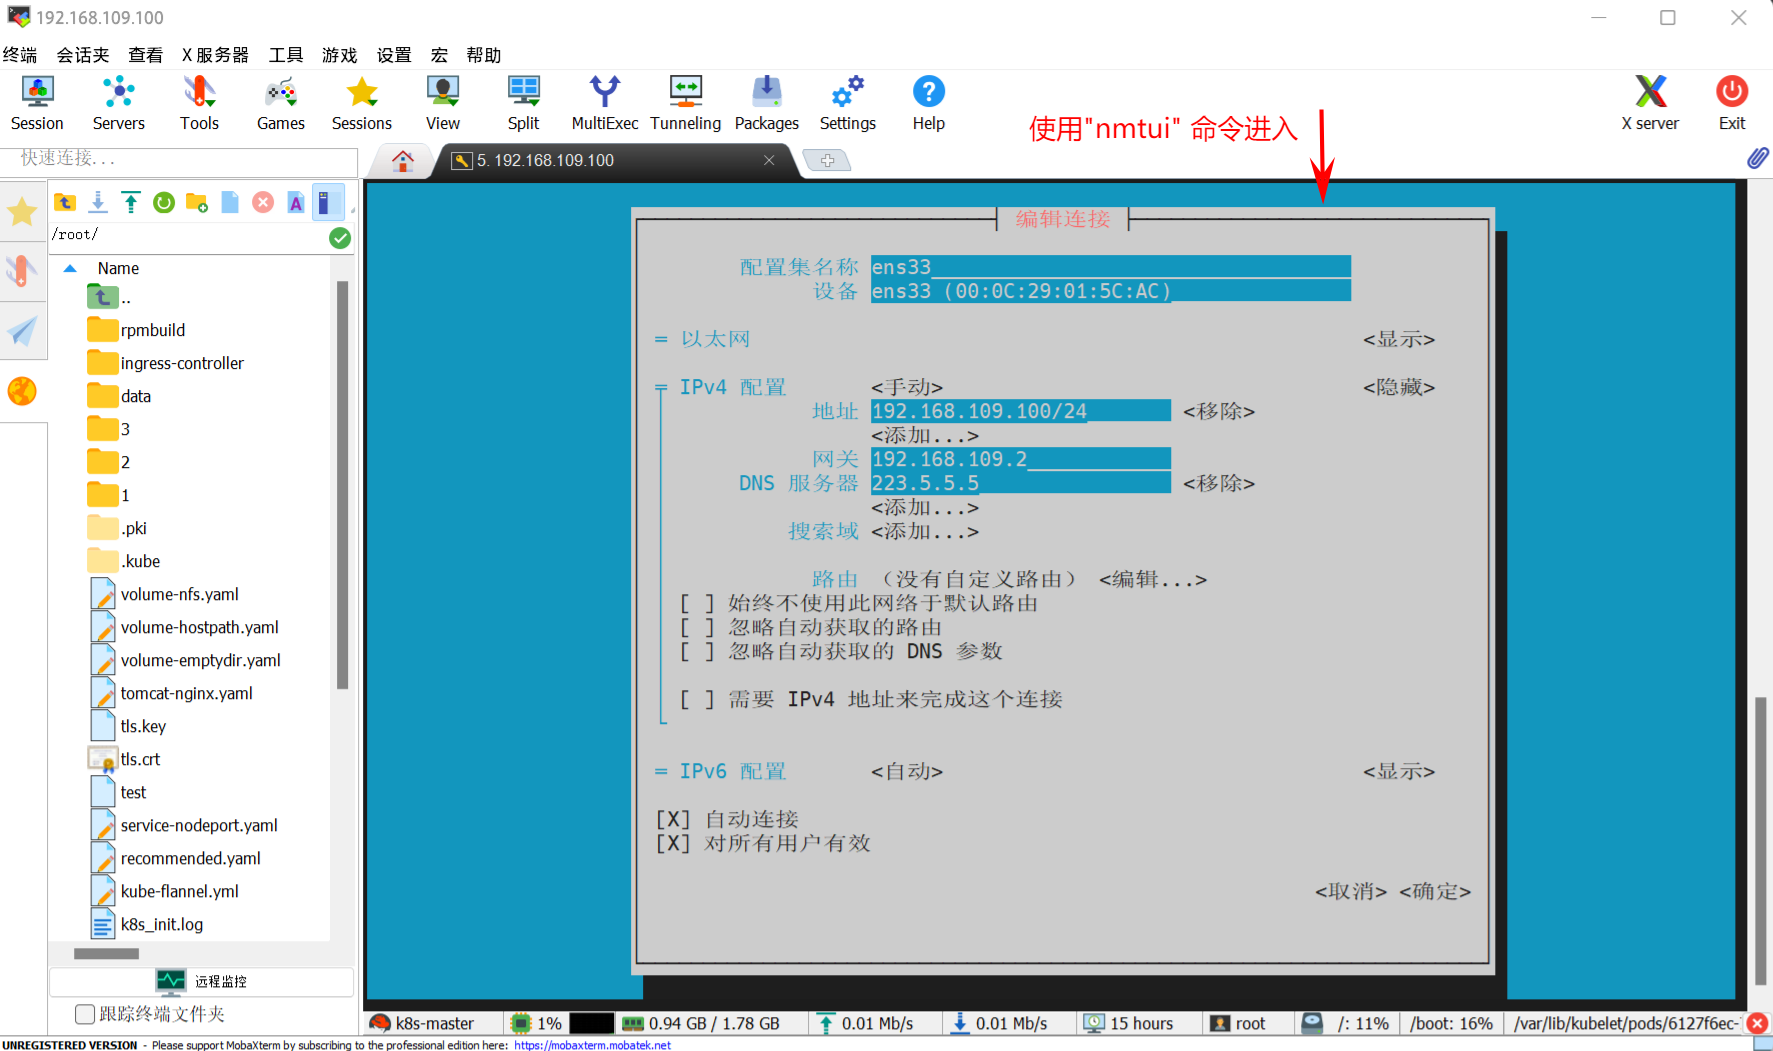 192.168.109.100
终端 会话夹 查看 X 服务器 工具 游戏 设置 宏 帮助
Session Servers Tools Games Sessions View Split MultiExec Tunneling Packages Settings Help X server Exit
使用"nmtui" 命令进入
快速连接...
5. 192.168.109.100
/root/
Name
..
rpmbuild
ingress-controller
data
3
2
1
.pki
.kube
volume-nfs.yaml
volume-hostpath.yaml
volume-emptydir.yaml
tomcat-nginx.yaml
tls.key
tls.crt
test
service-nodeport.yaml
recommended.yaml
kube-flannel.yml
k8s_init.log
远程监控
跟踪终端文件夹
编辑连接
配置集名称 ens33
设备 ens33 (00:0C:29:01:5C:AC)
= 以太网 <显示>
IPv4 配置 <手动> <隐藏>
地址 192.168.109.100/24 <移除>
<添加...>
网关 192.168.109.2
DNS 服务器 223.5.5.5 <移除>
<添加...>
搜索域 <添加...>
路由 (没有自定义路由) <编辑...>
[ ] 始终不使用此网络于默认路由
[ ] 忽略自动获取的路由
[ ] 忽略自动获取的 DNS 参数
[ ] 需要 IPv4 地址来完成这个连接
= IPv6 配置 <自动> <显示>
[X] 自动连接
[X] 对所有用户有效
<取消> <确定>
k8s-master 1% 0.94 GB / 1.78 GB 0.01 Mb/s 0.01 Mb/s 15 hours root /: 11% /boot: 16% /var/lib/kubelet/pods/6127f6ec-
UNREGISTERED VERSION - Please support MobaXterm by subscribing to the professional edition here: https://mobaxterm.mobatek.net